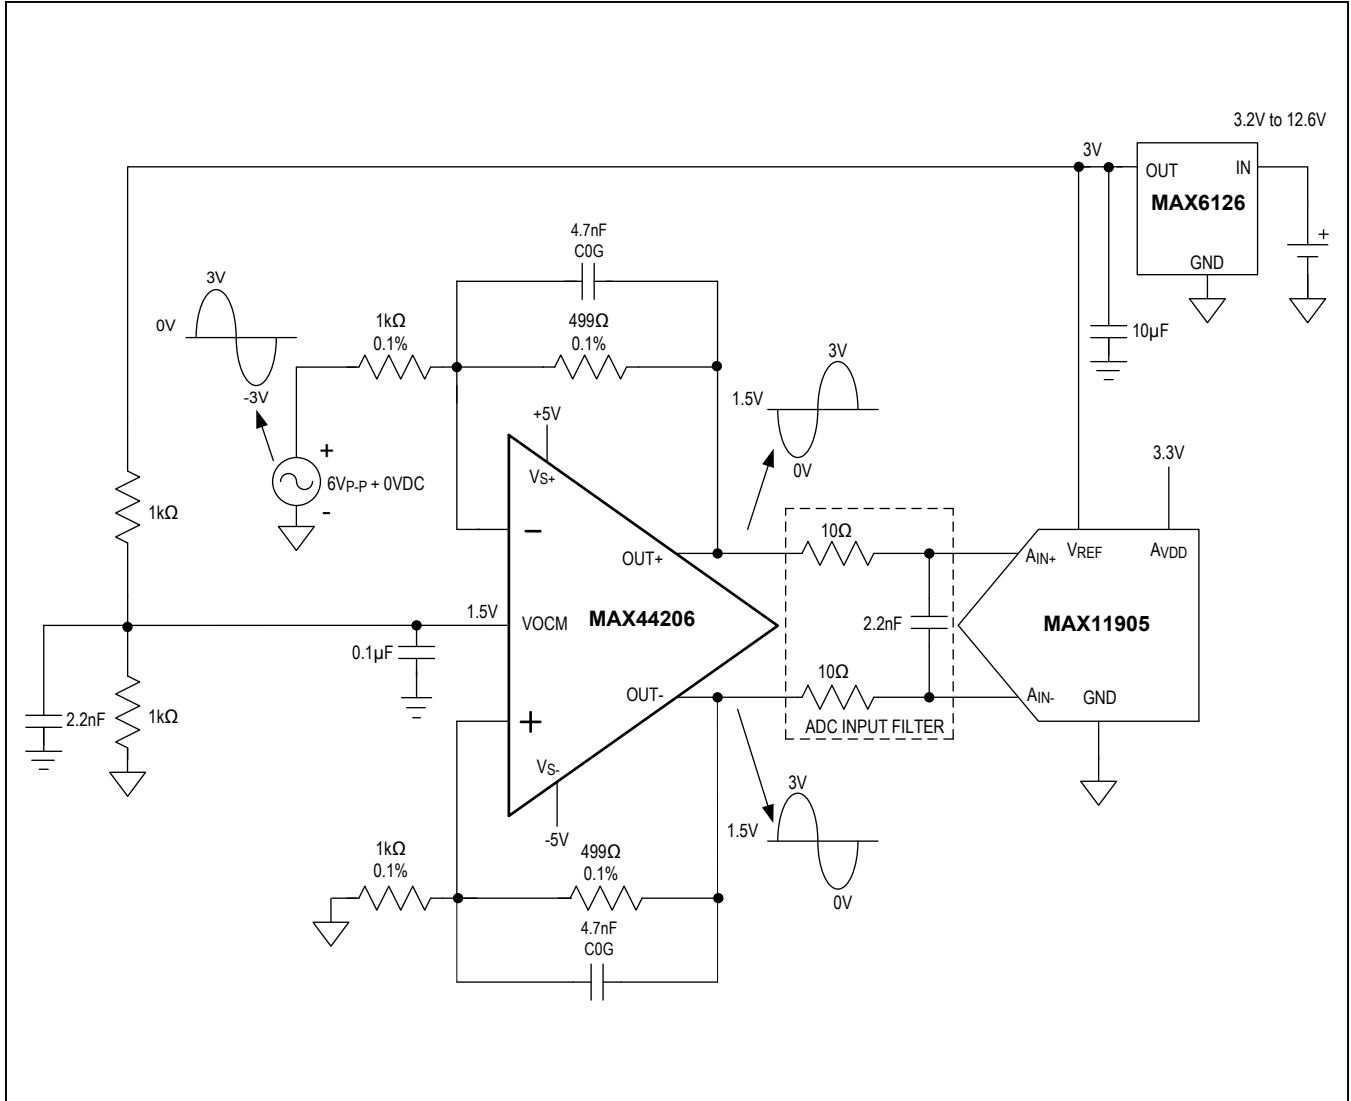 3.2V to 12.6V
3V
OUT
IN
MAX6126
GND
+
10µF
4.7nF
C0G
3V
0V
-3V
1kΩ
0.1%
499Ω
0.1%
3V
1.5V
0V
+5V
VS+
+
6VP-P + 0VDC
-
3.3V
1kΩ
−
OUT+
10Ω
AIN+
VREF
AVDD
1.5V
VOCM
MAX44206
2.2nF
MAX11905
0.1µF
10Ω
OUT-
AIN-
GND
2.2nF
1kΩ
+
ADC INPUT FILTER
VS-
-5V
3V
1.5V
0V
1kΩ
0.1%
499Ω
0.1%
4.7nF
C0G